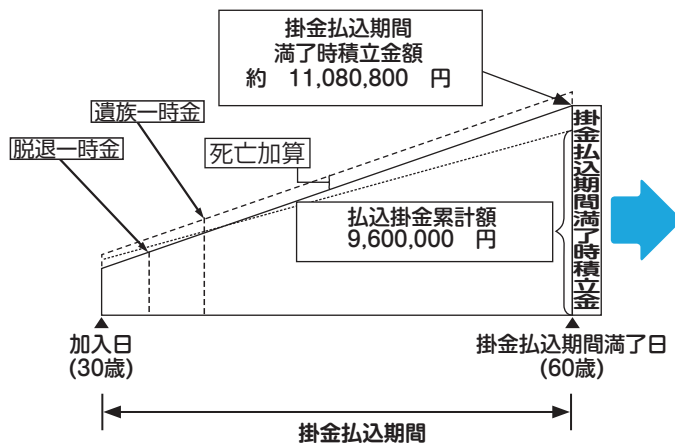 掛金払込期間
満了時積立金額
約　11,080,800　円
遺族一時金
脱退一時金
死亡加算
払込掛金累計額
9,600,000　円
掛金払込期間満了時積立金
加入日
(30歳)
掛金払込期間満了日
(60歳)
掛金払込期間